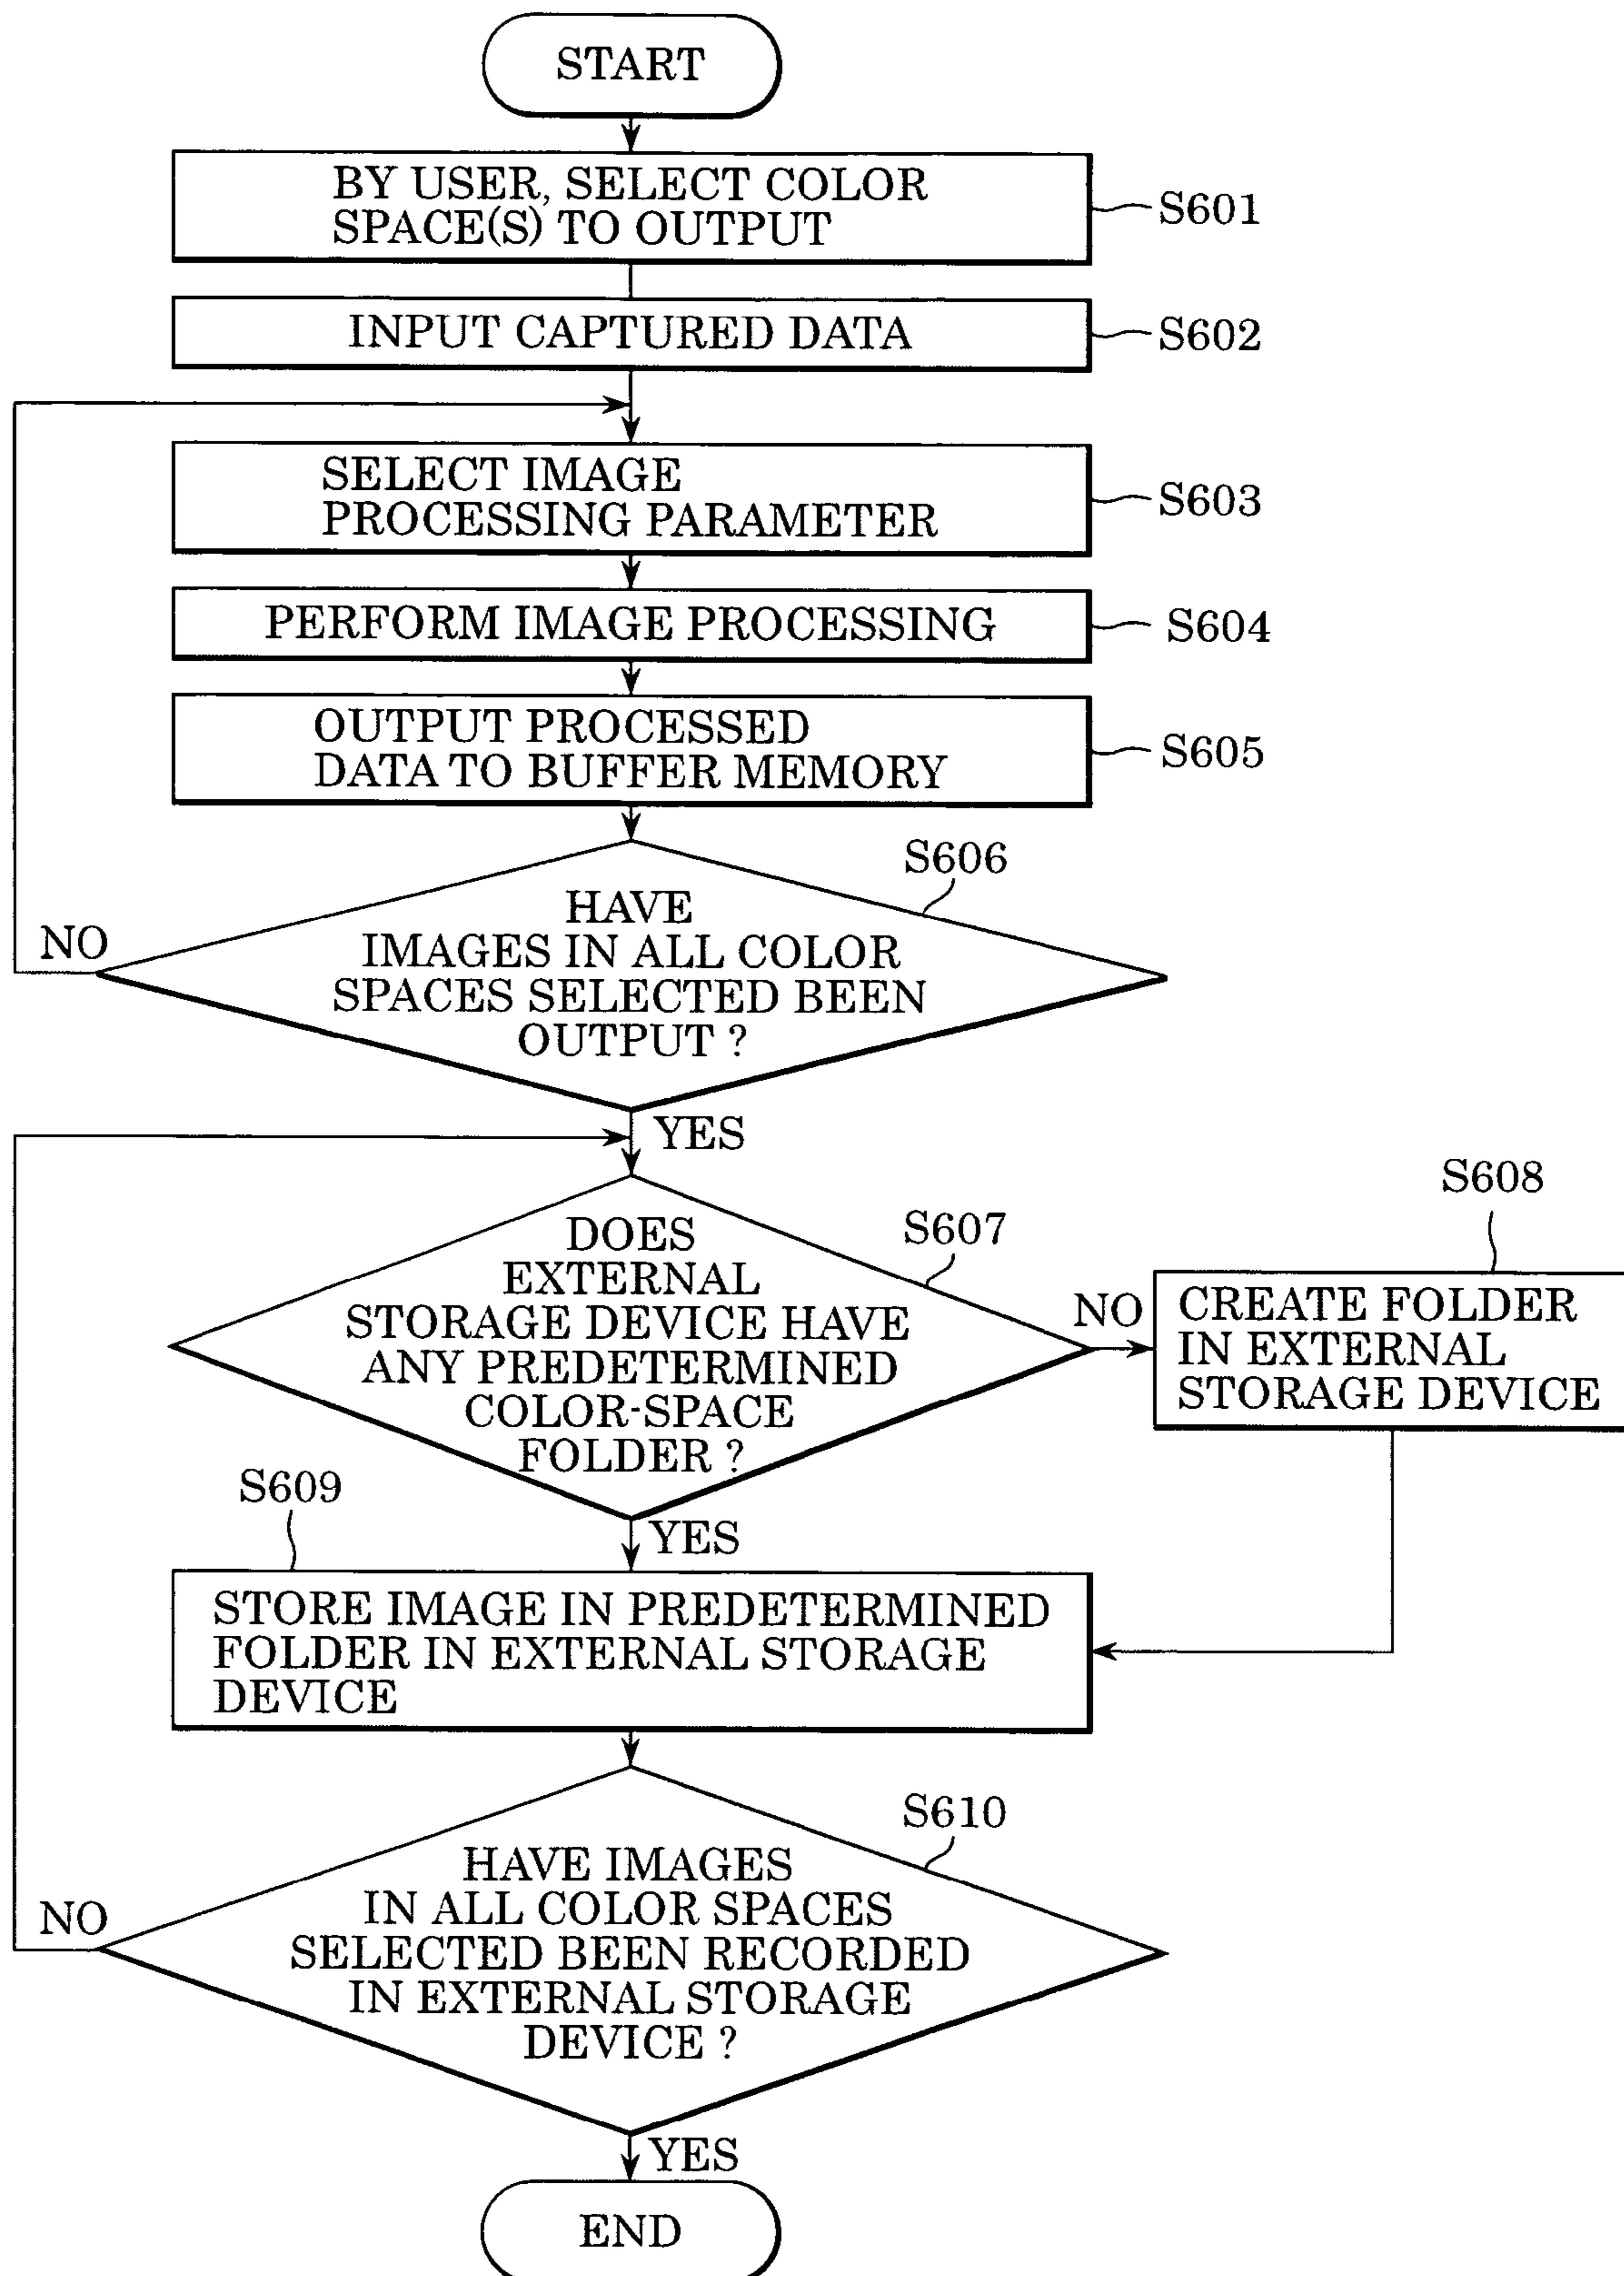 START
BY USER, SELECT COLOR
SPACE(S) TO OUTPUT
S601
INPUT CAPTURED DATA
S602
SELECT IMAGE
PROCESSING PARAMETER
S603
PERFORM IMAGE PROCESSING
S604
OUTPUT PROCESSED
DATA TO BUFFER MEMORY
S605
S606
HAVE
IMAGES IN ALL COLOR
SPACES SELECTED BEEN
OUTPUT ?
NO
YES
S607
DOES
EXTERNAL
STORAGE DEVICE HAVE
ANY PREDETERMINED
COLOR-SPACE
FOLDER ?
NO
S608
CREATE FOLDER
IN EXTERNAL
STORAGE DEVICE
YES
S609
STORE IMAGE IN PREDETERMINED
FOLDER IN EXTERNAL STORAGE
DEVICE
S610
HAVE IMAGES
IN ALL COLOR SPACES
SELECTED BEEN RECORDED
IN EXTERNAL STORAGE
DEVICE ?
NO
YES
END